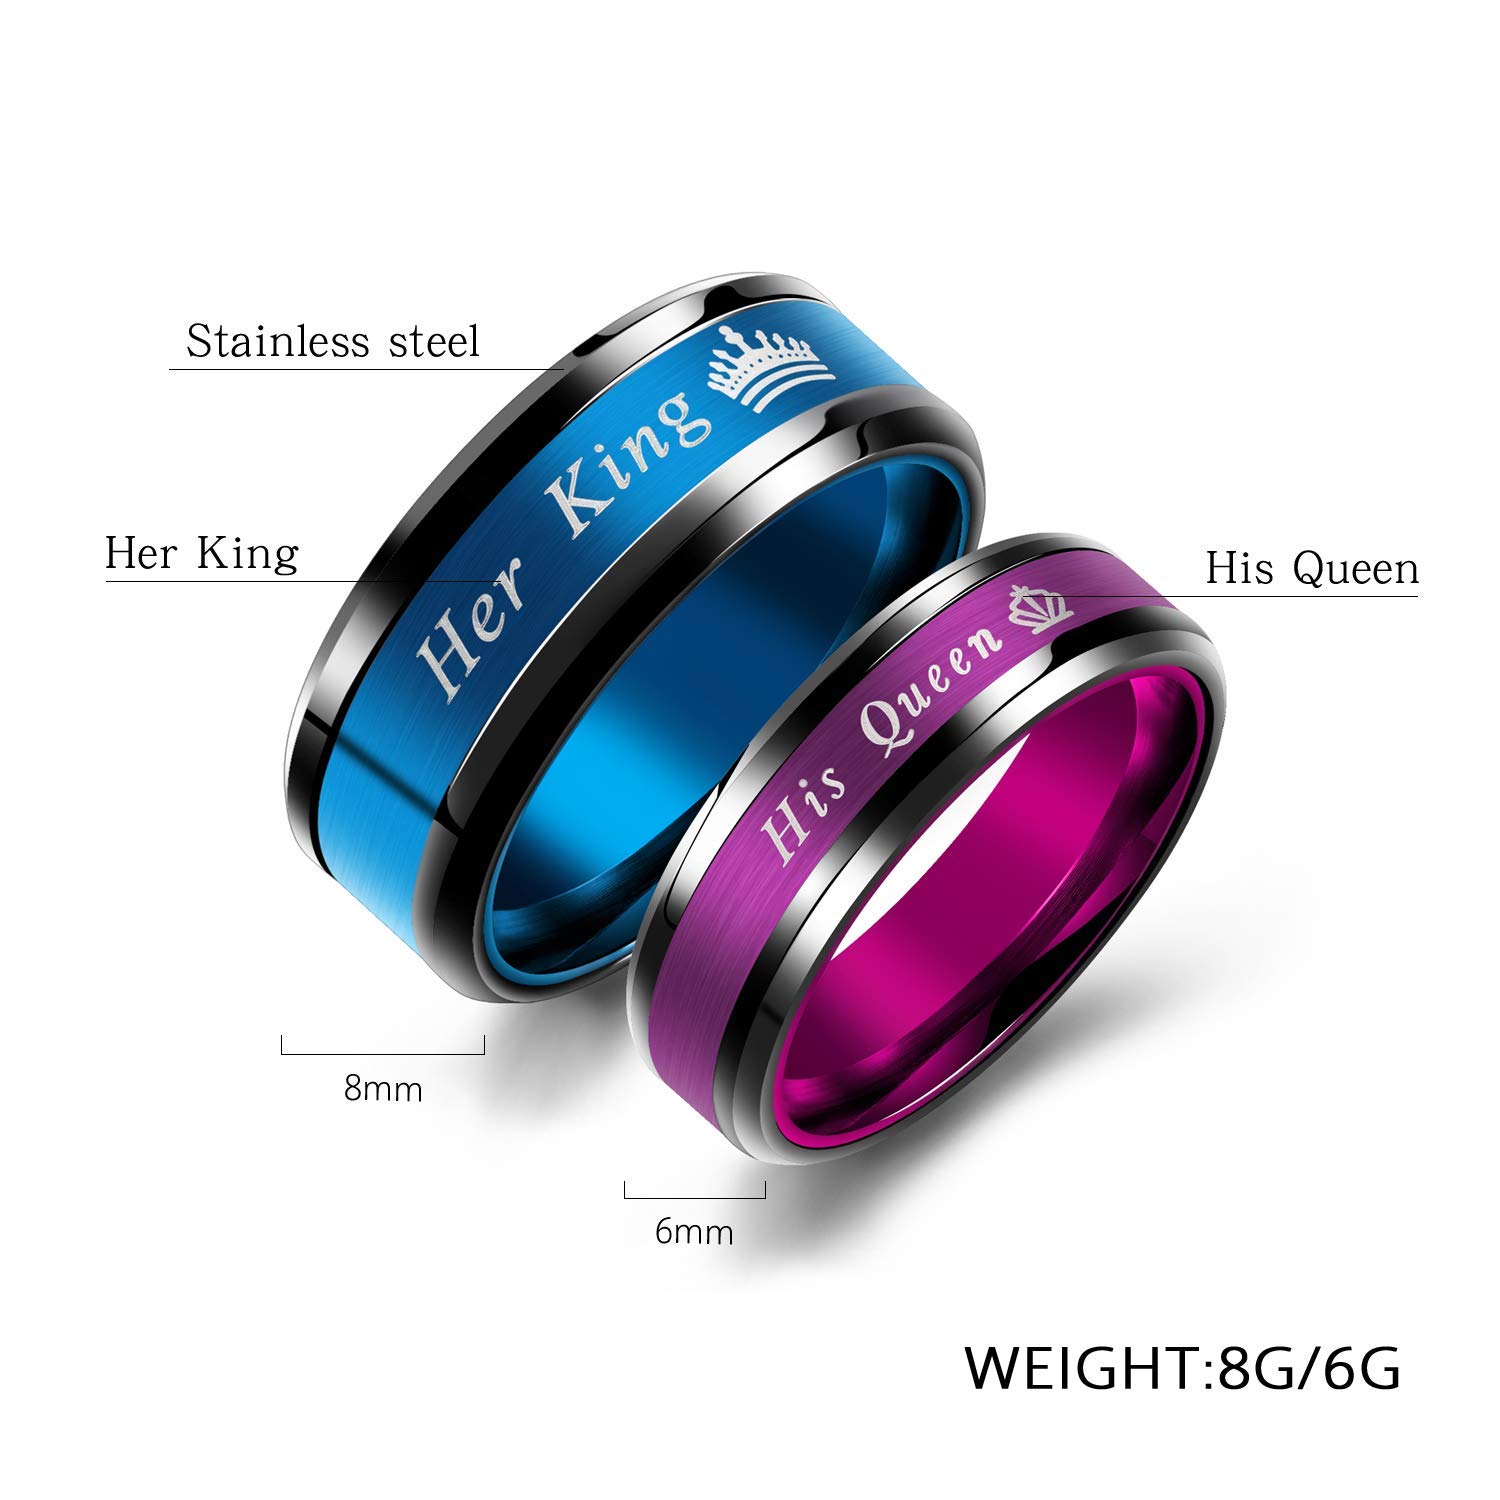 Stainless steel
Her King
Her King
His Queen
His Queen
8mm
6mm
WEIGHT:8G/6G